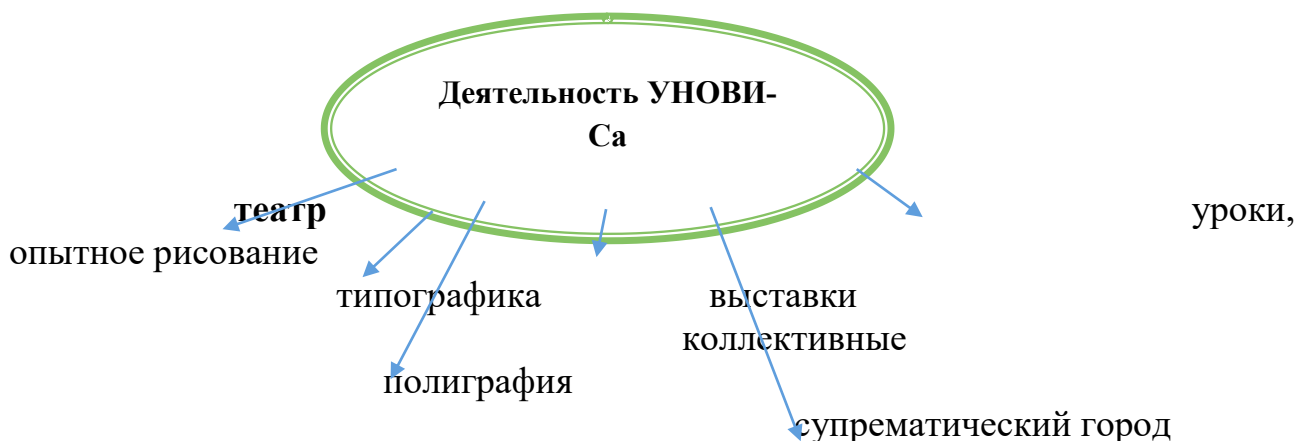 Деятельность УНОВИ-
Са
театр уроки,
опытное рисование
типографика выставки
коллективные
полиграфия
супрематический город